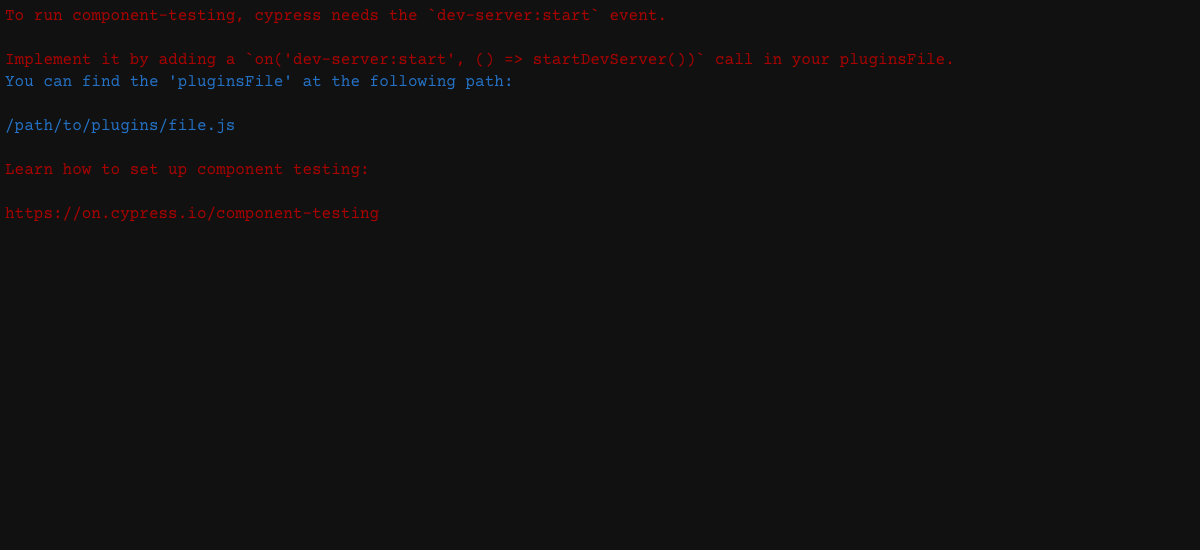 To run component-testing, cypress needs the `dev-server:start` event.
Implement it by adding a `on('dev-server:start', () => startDevServer())` call in your pluginsFile.
You can find the 'pluginsFile' at the following path:
/path/to/plugins/file.js
Learn how to set up component testing:
https://on.cypress.io/component-testing